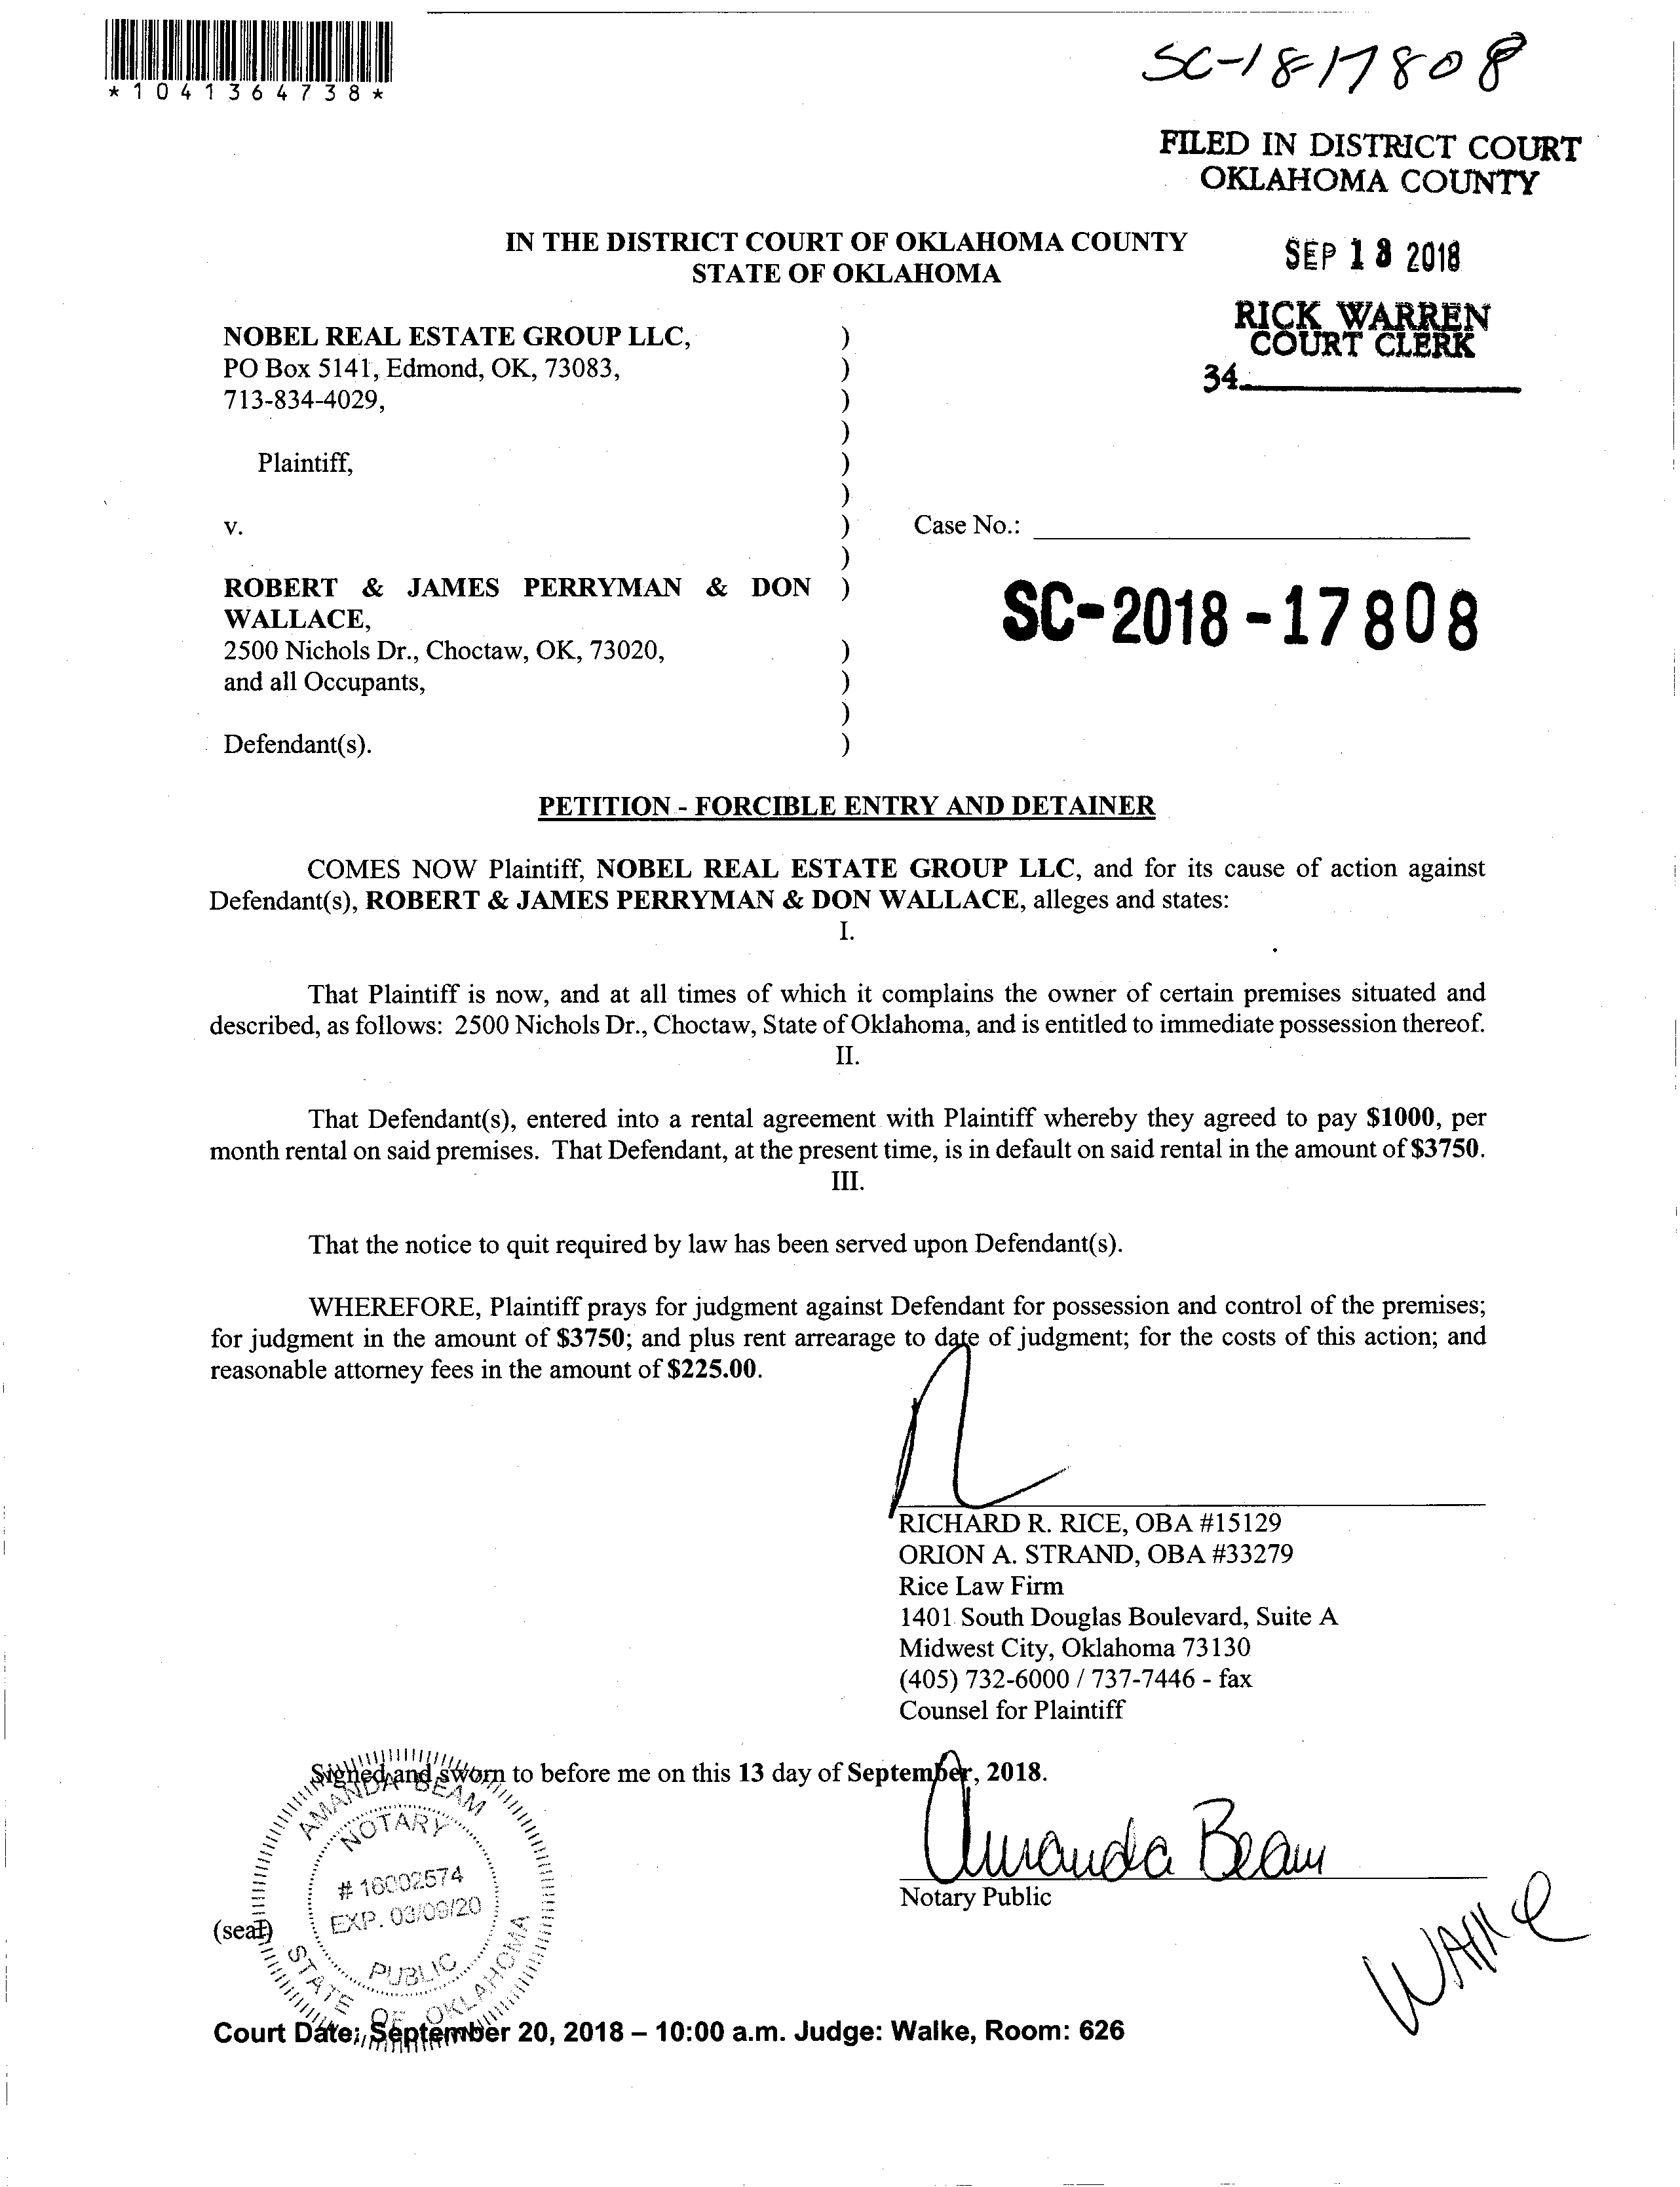 *1041364738*
SC-18-17808
FILED IN DISTRICT COURT
OKLAHOMA COUNTY
SEP 13 2018
RICK WARREN
COURT CLERK
34
IN THE DISTRICT COURT OF OKLAHOMA COUNTY
STATE OF OKLAHOMA
NOBEL REAL ESTATE GROUP LLC, )
PO Box 5141, Edmond, OK, 73083, )
713-834-4029, )
)
Plaintiff, )
)
v. ) Case No.:
)
ROBERT & JAMES PERRYMAN & DON )
WALLACE,
2500 Nichols Dr., Choctaw, OK, 73020, )
and all Occupants, )
)
Defendant(s). )
SC-2018-17808
PETITION - FORCIBLE ENTRY AND DETAINER
COMES NOW Plaintiff, NOBEL REAL ESTATE GROUP LLC, and for its cause of action against
Defendant(s), ROBERT & JAMES PERRYMAN & DON WALLACE, alleges and states:
I.
That Plaintiff is now, and at all times of which it complains the owner of certain premises situated and
described, as follows: 2500 Nichols Dr., Choctaw, State of Oklahoma, and is entitled to immediate possession thereof.
II.
That Defendant(s), entered into a rental agreement with Plaintiff whereby they agreed to pay $1000, per
month rental on said premises. That Defendant, at the present time, is in default on said rental in the amount of $3750.
III.
That the notice to quit required by law has been served upon Defendant(s).
WHEREFORE, Plaintiff prays for judgment against Defendant for possession and control of the premises;
for judgment in the amount of $3750; and plus rent arrearage to date of judgment; for the costs of this action; and
reasonable attorney fees in the amount of $225.00.
RICHARD R. RICE, OBA #15129
ORION A. STRAND, OBA #33279
Rice Law Firm
1401 South Douglas Boulevard, Suite A
Midwest City, Oklahoma 73130
(405) 732-6000 / 737-7446 - fax
Counsel for Plaintiff
Signed and sworn to before me on this 13 day of September, 2018.
Amanda Beam
Notary Public
AMANDA BEAM
NOTARY
# 16002574
EXP. 03/09/20
PUBLIC
STATE OF OKLAHOMA
(seal)
Walke
Court Date: September 20, 2018 – 10:00 a.m. Judge: Walke, Room: 626